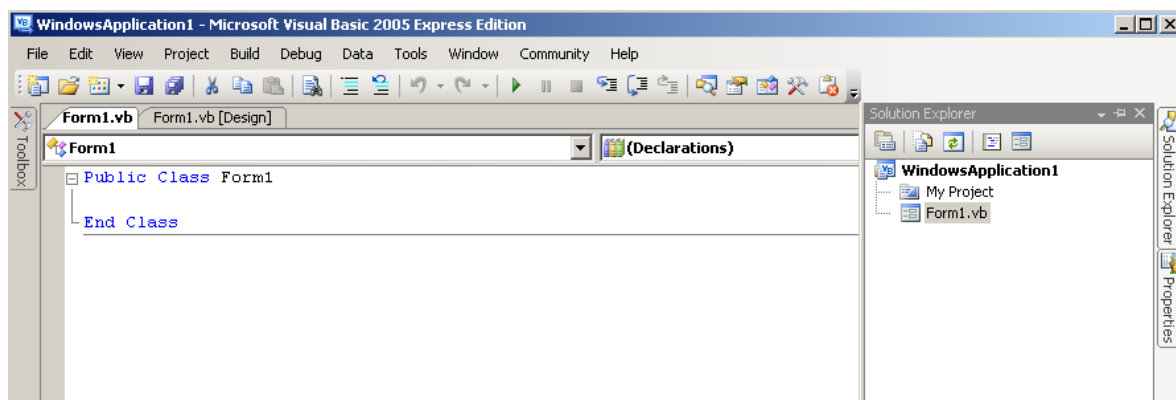 WindowsApplication1 - Microsoft Visual Basic 2005 Express Edition
File Edit View Project Build Debug Data Tools Window Community Help
Form1.vb Form1.vb [Design]
Form1 (Declarations)
Public Class Form1
End Class
Toolbox
Solution Explorer
WindowsApplication1
My Project
Form1.vb
Solution Explorer
Properties